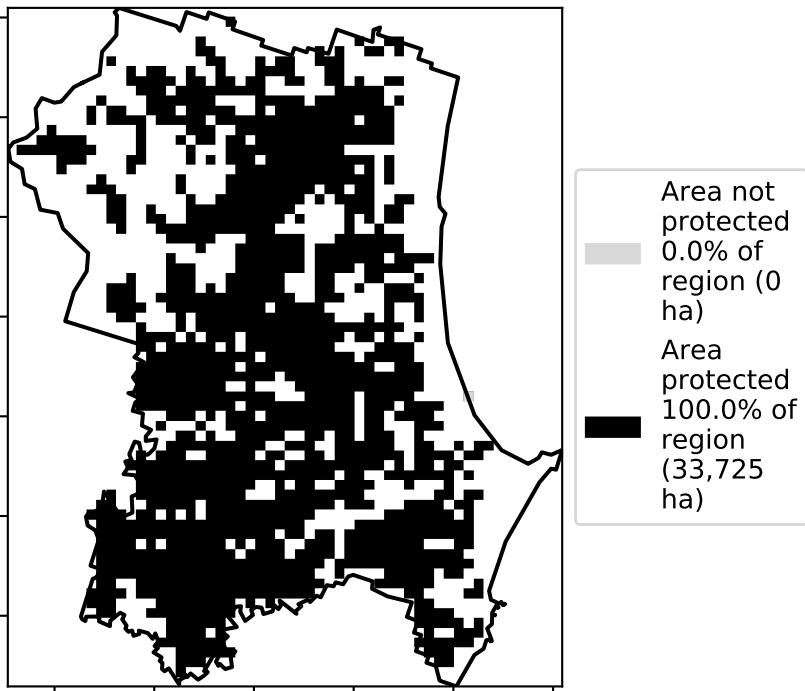 Area not
protected
0.0% of
region (0
ha)
Area
protected
100.0% of
region
(33,725
ha)